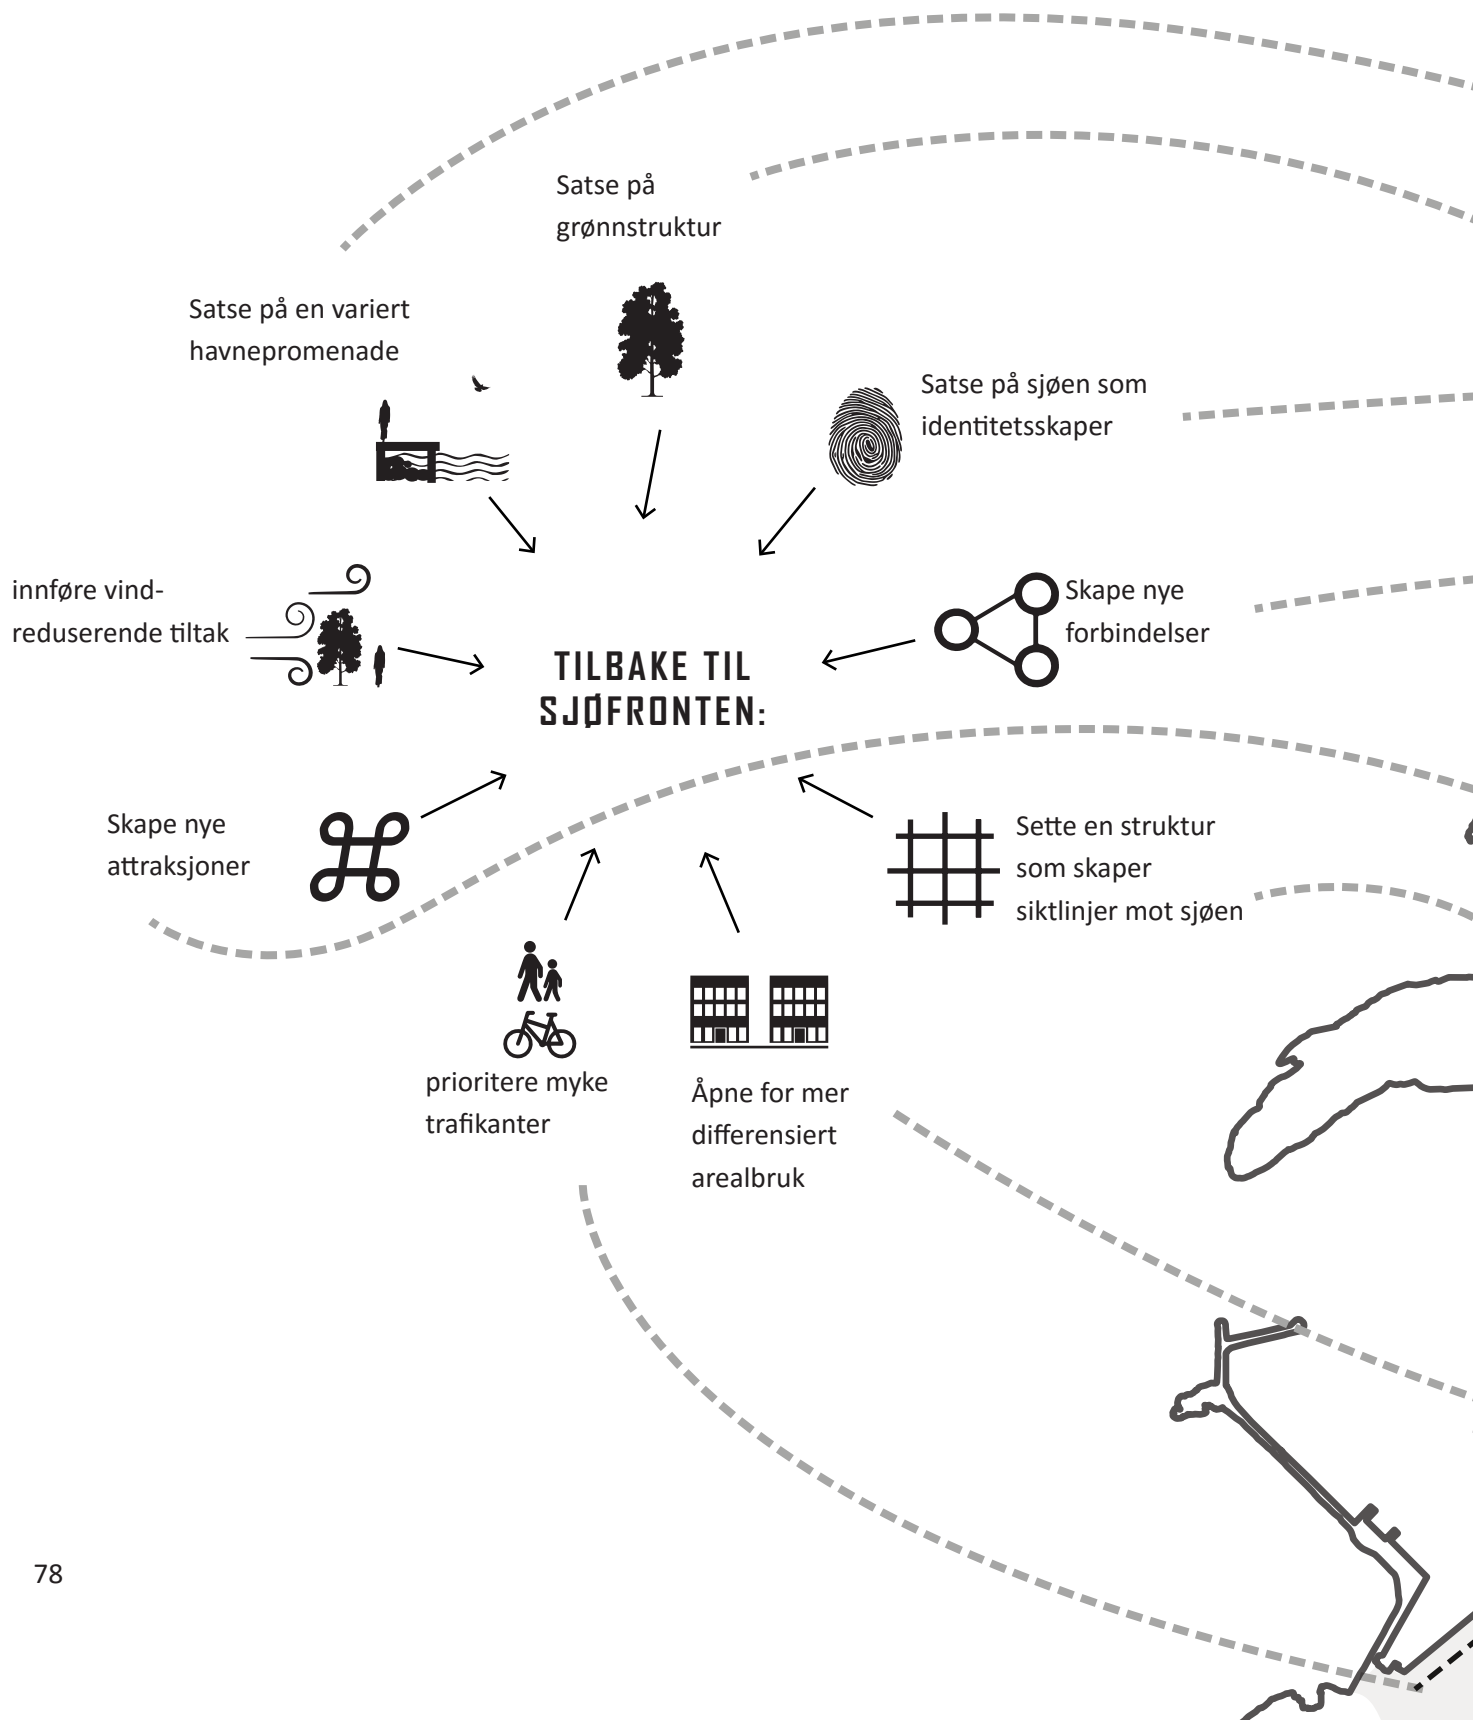 Satse på
grønnstruktur
Satse på en variert
havnepromenade
Satse på sjøen som
identitetsskaper
innføre vind-
reduserende tiltak
Skape nye
forbindelser
TILBAKE TIL
SJØFRONTEN:
Skape nye
attraksjoner
Sette en struktur
som skaper
siktlinjer mot sjøen
prioritere myke
trafikanter
Åpne for mer
differensiert
arealbruk
78